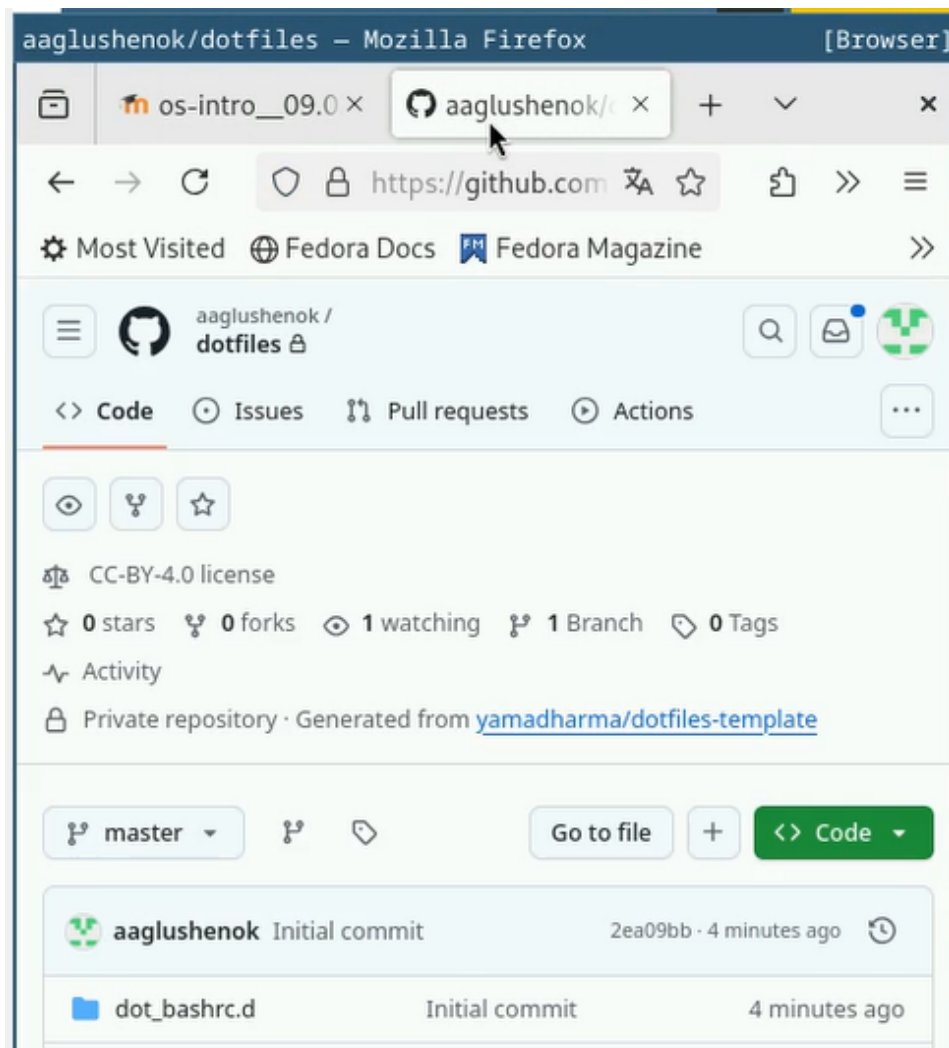 aaglushenok/dotfiles — Mozilla Firefox [Browser]
os-intro__09.0 aaglushenok/
https://github.com
Most Visited Fedora Docs FM Fedora Magazine
aaglushenok /
dotfiles
Code Issues Pull requests Actions
CC-BY-4.0 license
0 stars 0 forks 1 watching 1 Branch 0 Tags
Activity
Private repository · Generated from yamadharma/dotfiles-template
master Go to file Code
aaglushenok Initial commit 2ea09bb · 4 minutes ago
dot_bashrc.d Initial commit 4 minutes ago